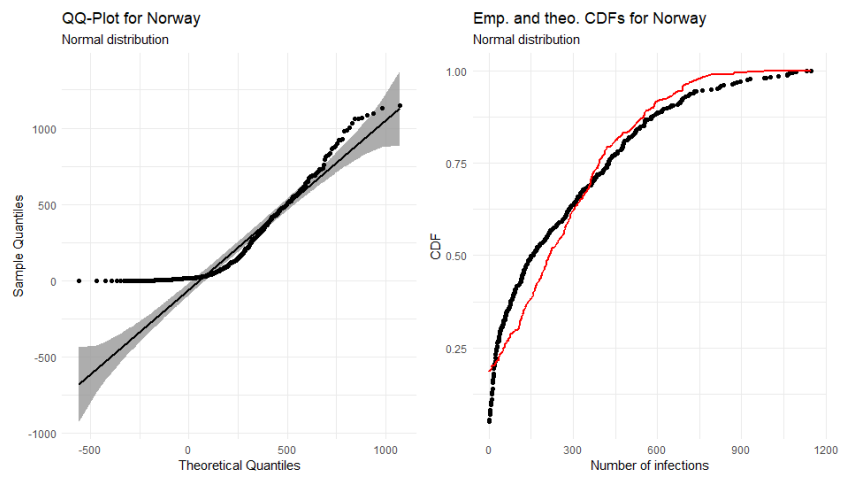 QQ-Plot for Norway
Normal distribution
Sample Quantiles
1000
500
0
-500
-1000
-500
0
500
1000
Theoretical Quantiles
Emp. and theo. CDFs for Norway
Normal distribution
CDF
1.00
0.75
0.50
0.25
0
300
600
900
1200
Number of infections